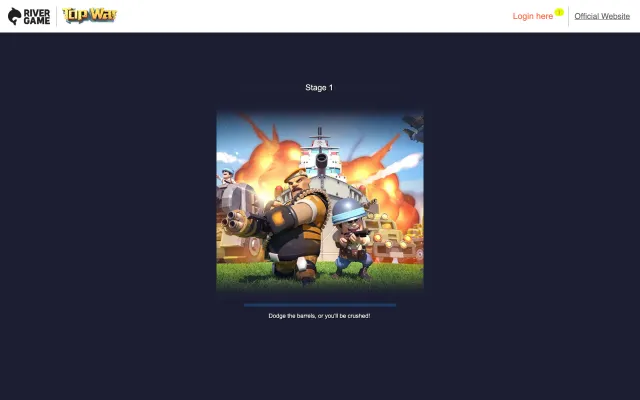 RIVER
GAME
Top War
Login here
Official Website
Stage 1
Dodge the barrels, or you'll be crushed!